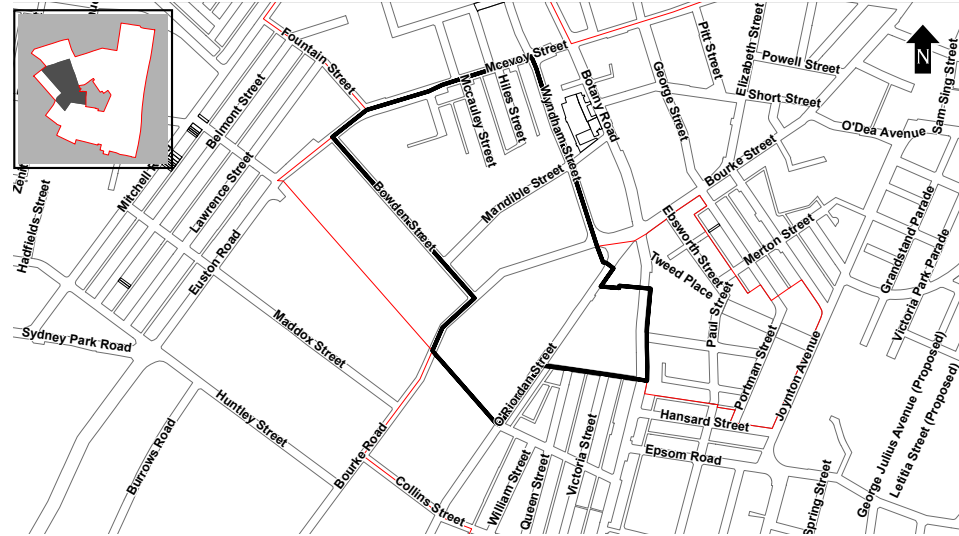 Fountain Street
Mcevoy Street
N
Pitt Street
Elizabeth Street
Powell Street
Sam Sing Street
Belmont Street
Mccauley Street
Hiles Street
Wyndham Street
Botany Road
George Street
Short Street
O'Dea Avenue
Mitchell R
Lawrence Street
Hadfields Street
Bourke Street
Mandible Street
Bowden Street
Euston Road
Ebsworth Street
Merton Street
Grandstand Parade
Victoria Park Parade
Tweed Place
Paul Street
Maddox Street
Sydney Park Road
O'Riordan Street
Portman Street
Joynton Avenue
Huntley Street
Hansard Street
George Julius Avenue (Proposed)
Letitia Street (Proposed)
Burrows Road
Bourke Road
Victoria Street
Epsom Road
Collins Street
William Street
Queen Street
Spring Street